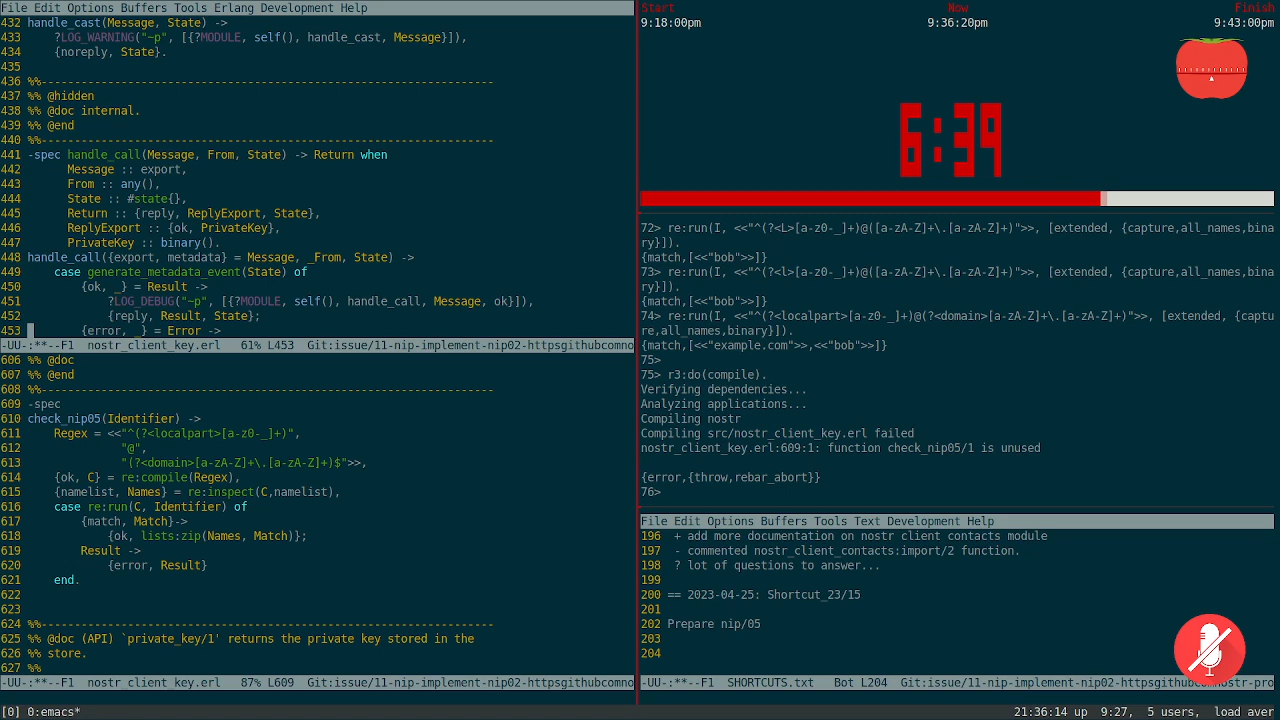 File Edit Options Buffers Tools Erlang Development Help
432 handle_cast(Message, State) ->
433     ?LOG_WARNING("~p", [{?MODULE, self(), handle_cast, Message}]),
434     {noreply, State}.
435
436 %%--------------------------------------------------------------------
437 %% @hidden
438 %% @doc internal.
439 %% @end
440 %%--------------------------------------------------------------------
441 -spec handle_call(Message, From, State) -> Return when
442       Message :: export,
443       From :: any(),
444       State :: #state{},
445       Return :: {reply, ReplyExport, State},
446       ReplyExport :: {ok, PrivateKey},
447       PrivateKey :: binary().
448 handle_call({export, metadata} = Message, _From, State) ->
449     case generate_metadata_event(State) of
450         {ok, _} = Result ->
451             ?LOG_DEBUG("~p", [{?MODULE, self(), handle_call, Message, ok}]),
452             {reply, Result, State};
453         {error, _} = Error ->
-UU-:**--F1  nostr_client_key.erl   61% L453  Git:issue/11-nip-implement-nip02-httpsgithubcomno
606 %% @doc
607 %% @end
608 %%--------------------------------------------------------------------
609 -spec
610 check_nip05(Identifier) ->
611     Regex = <<"^(?<localpart>[a-z0-_]+)",
612               "@",
613               "(?<domain>[a-zA-Z]+\.[a-zA-Z]+)$">>,
614     {ok, C} = re:compile(Regex),
615     {namelist, Names} = re:inspect(C,namelist),
616     case re:run(C, Identifier) of
617         {match, Match}->
618             {ok, lists:zip(Names, Match)};
619         Result ->
620             {error, Result}
621     end.
622
623
624 %%--------------------------------------------------------------------
625 %% @doc (API) `private_key/1' returns the private key stored in the
626 %% store.
627 %%
-UU-:**--F1  nostr_client_key.erl   87% L609  Git:issue/11-nip-implement-nip02-httpsgithubcomno
Start Now Finish
9:18:00pm 9:36:20pm 9:43:00pm
6:39
72> re:run(I, <<"^(?<L>[a-z0-_]+)@([a-zA-Z]+\.[a-zA-Z]+)">>, [extended, {capture,all_names,bina
ry}]).
{match,[<<"bob">>]}
73> re:run(I, <<"^(?<l>[a-z0-_]+)@([a-zA-Z]+\.[a-zA-Z]+)">>, [extended, {capture,all_names,bina
ry}]).
{match,[<<"bob">>]}
74> re:run(I, <<"^(?<localpart>[a-z0-_]+)@(?<domain>[a-zA-Z]+\.[a-zA-Z]+)">>, [extended, {captu
re,all_names,binary}]).
{match,[<<"example.com">>,<<"bob">>]}
75>
75> r3:do(compile).
Verifying dependencies...
Analyzing applications...
Compiling nostr
Compiling src/nostr_client_key.erl failed
nostr_client_key.erl:609:1: function check_nip05/1 is unused
{error,{throw,rebar_abort}}
76>
File Edit Options Buffers Tools Text Development Help
196  + add more documentation on nostr client contacts module
197  - commented nostr_client_contacts:import/2 function.
198  ? lot of questions to answer...
199
200 == 2023-04-25: Shortcut_23/15
201
202 Prepare nip/05
203
204
-UU-:**--F1  SHORTCUTS.txt   Bot L204  Git:issue/11-nip-implement-nip02-httpsgithubcomnostr-pro
[0] 0:emacs* 21:36:14 up  9:27,  5 users,  load aver